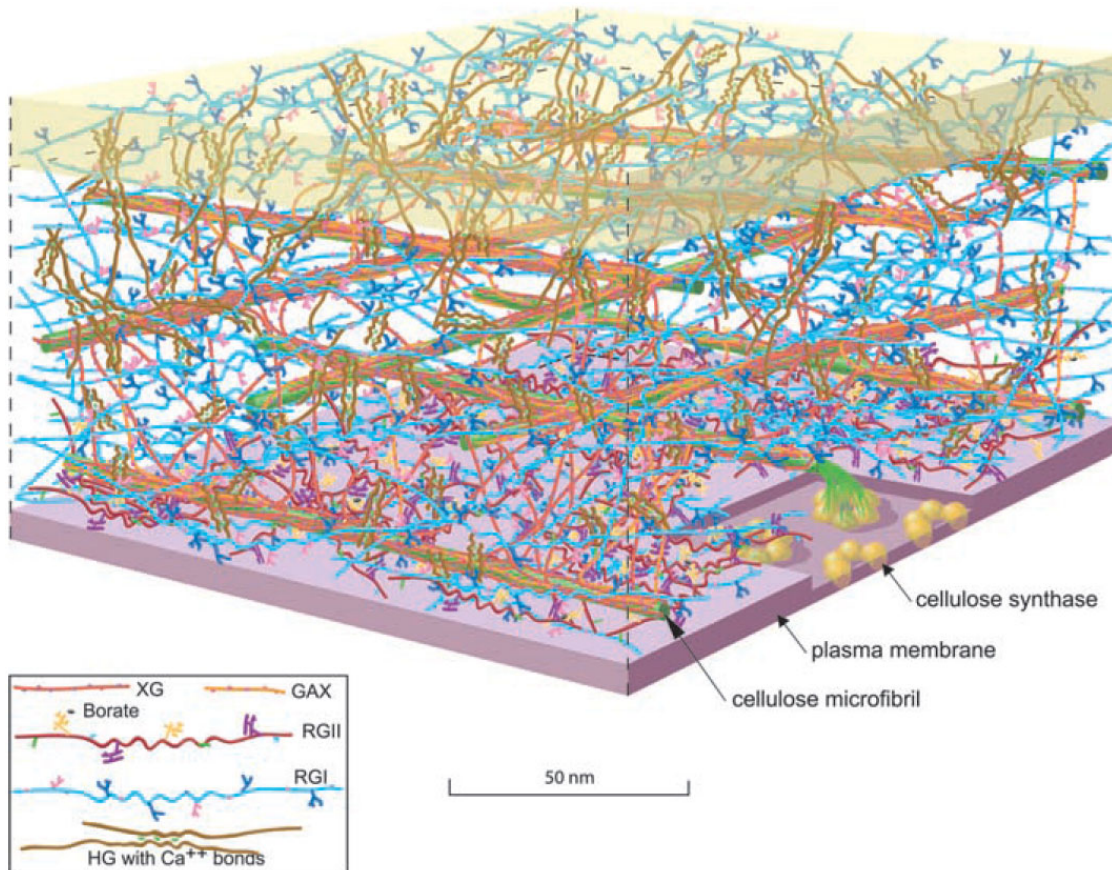 cellulose synthase
plasma membrane
cellulose microfibril
XG
GAX
Borate
RGII
RGI
HG with Ca++ bonds
50 nm